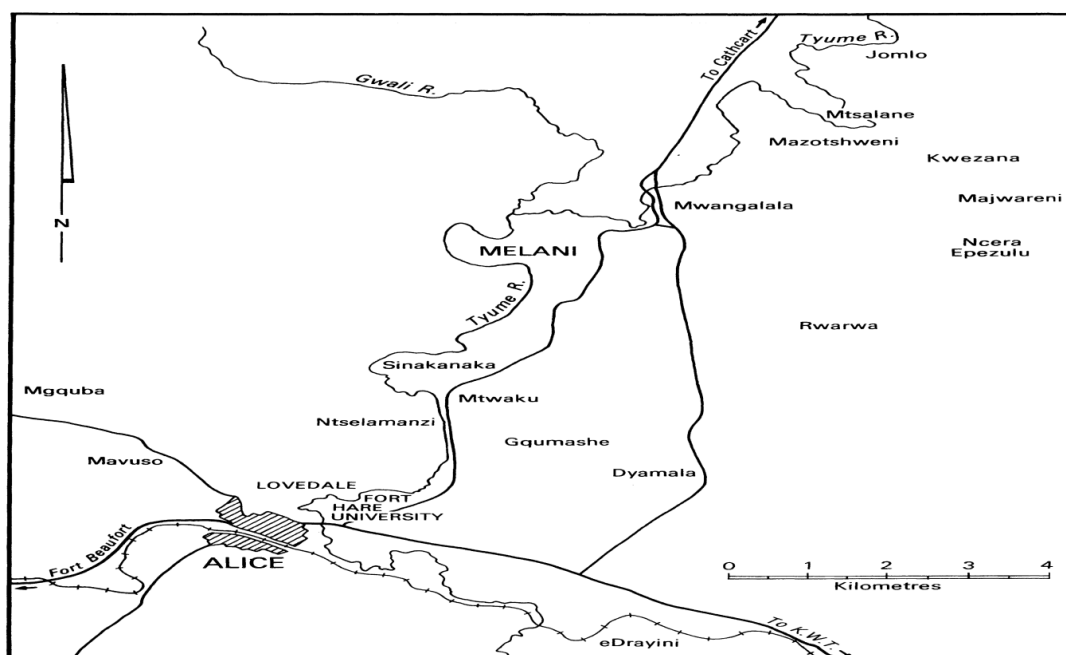 To Cathcart
Tyume R.
Jomlo
Gwali R.
Mtsalane
Mazotshweni
Kwezana
Majwareni
Mwangalala
N
MELANI
Ncera
Epezulu
Tyume R.
Rwarwa
Sinakanaka
Mgquba
Mtwaku
Ntselamanzi
Gqumashe
Mavuso
Dyamala
LOVEDALE
FORT
HARE
UNIVERSITY
Fort Beaufort
ALICE
0 1 2 3 4
Kilometres
eDrayini
To K.W.T.